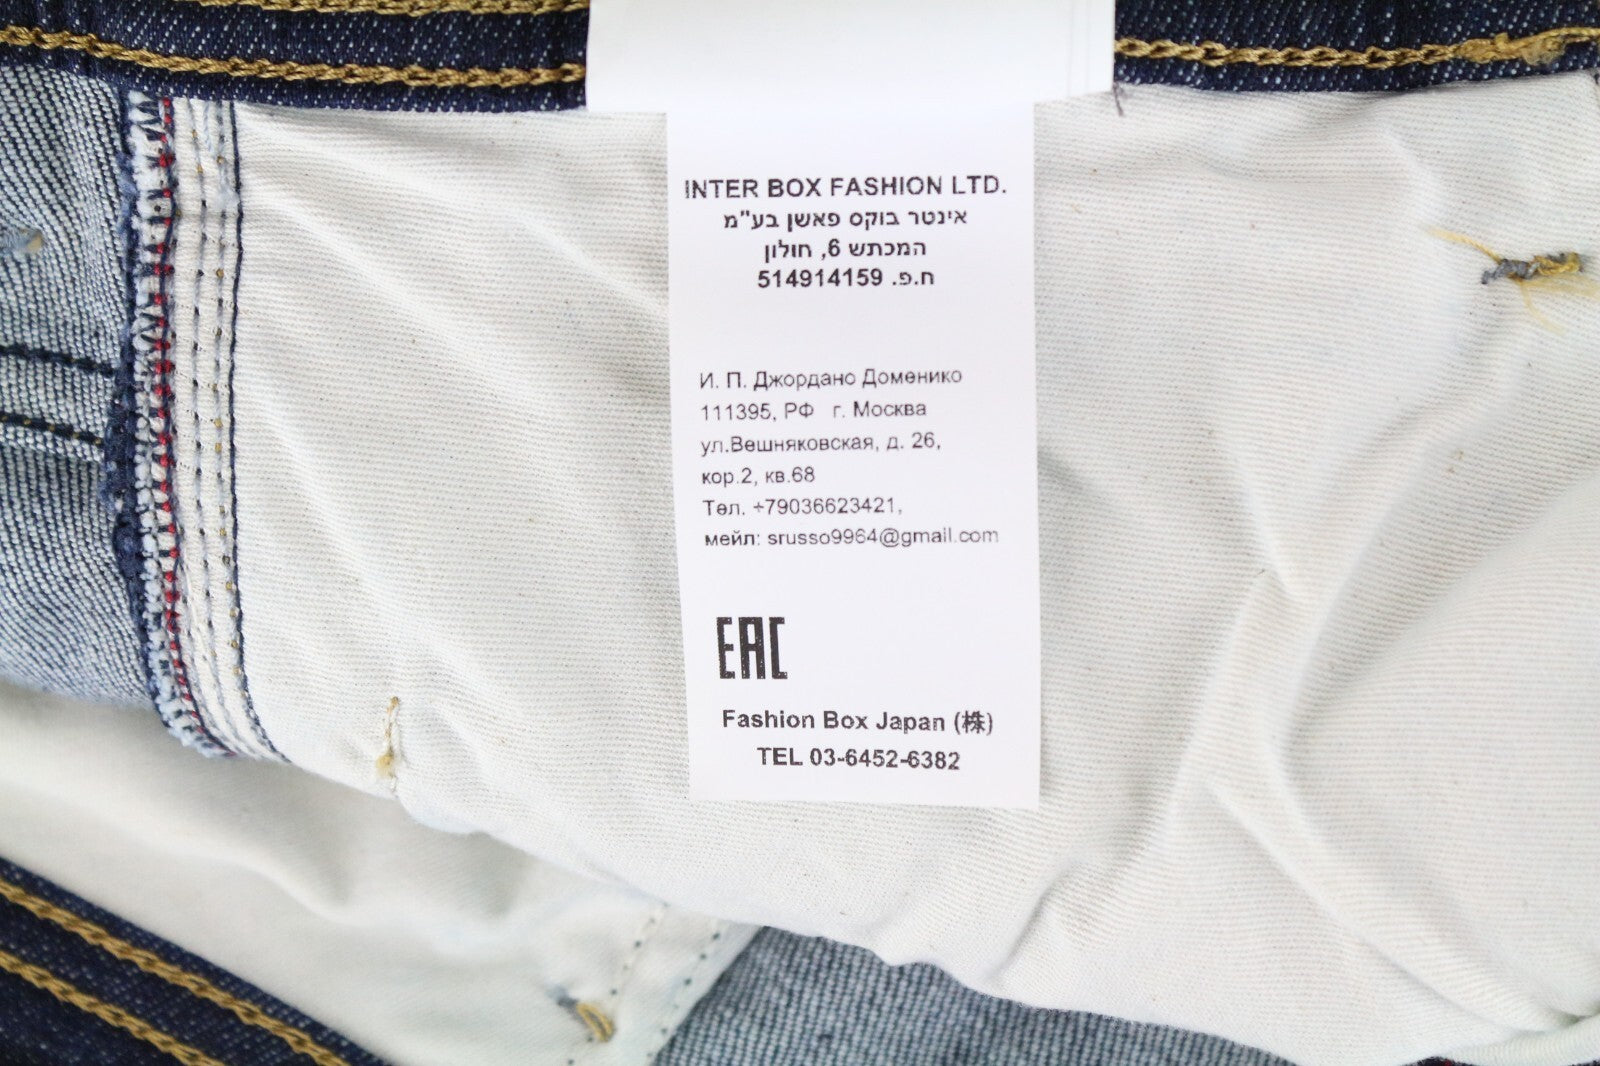 INTER BOX FASHION LTD.
אינטר בוקס פאשן בע"מ
המכתש 6, חולון
ח.פ. 514914159
И. П. Джордано Доменико
111395, РФ г. Москва
ул.Вешняковская, д. 26,
кор.2, кв.68
Тел. +79036623421,
мейл: srusso9964@gmail.com
EAC
Fashion Box Japan (株)
TEL 03-6452-6382